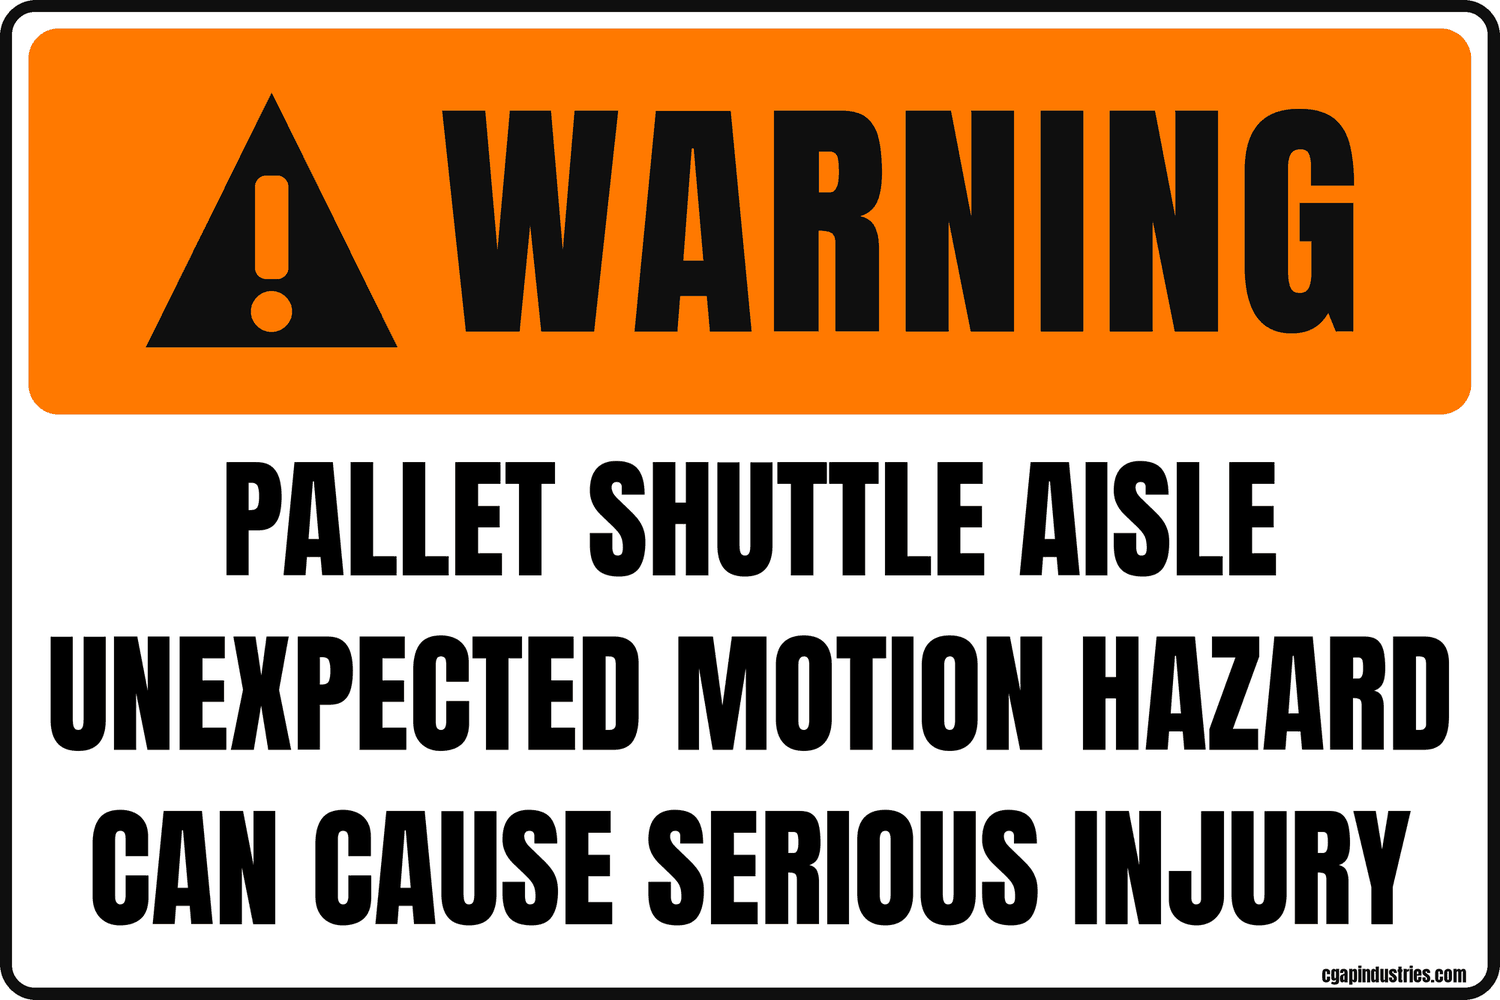 WARNING
PALLET SHUTTLE AISLE
UNEXPECTED MOTION HAZARD
CAN CAUSE SERIOUS INJURY
cgapindustries.com